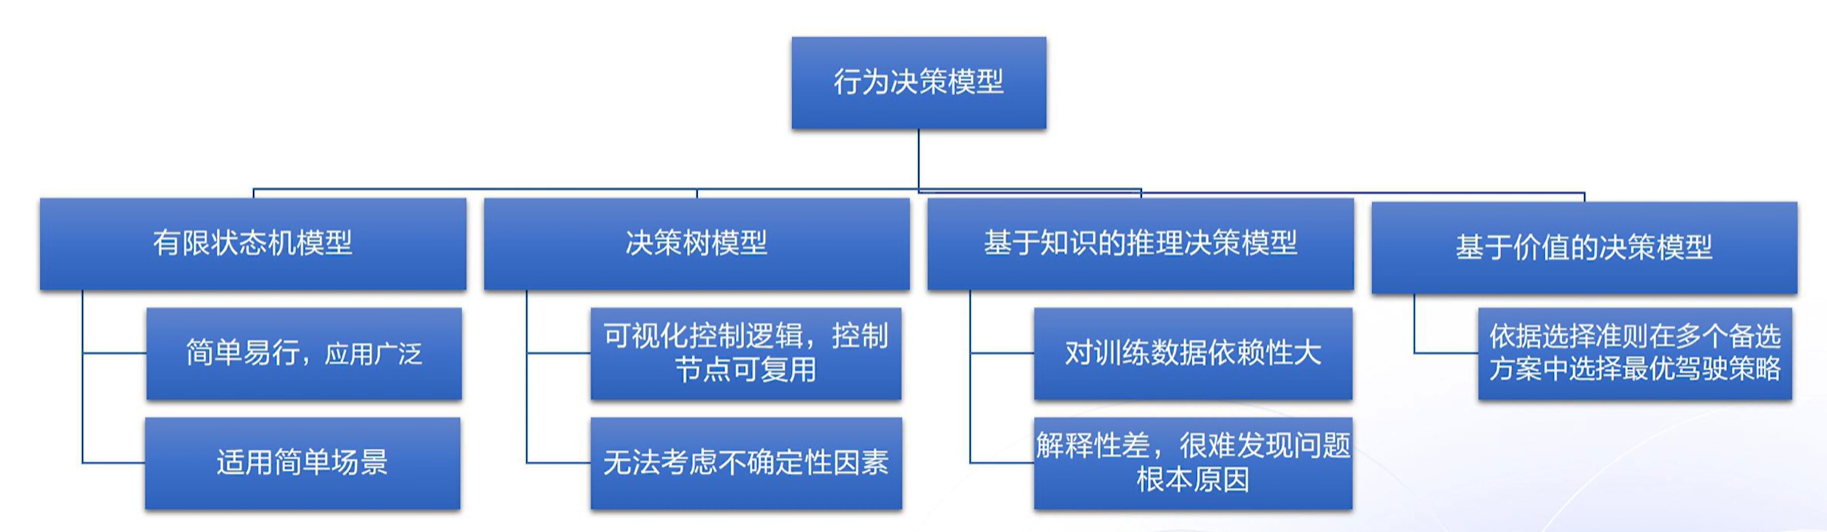 行为决策模型
有限状态机模型
决策树模型
基于知识的推理决策模型
基于价值的决策模型
简单易行，应用广泛
可视化控制逻辑，控制
节点可复用
对训练数据依赖性大
依据选择准则在多个备选
方案中选择最优驾驶策略
适用简单场景
无法考虑不确定性因素
解释性差，很难发现问题
根本原因